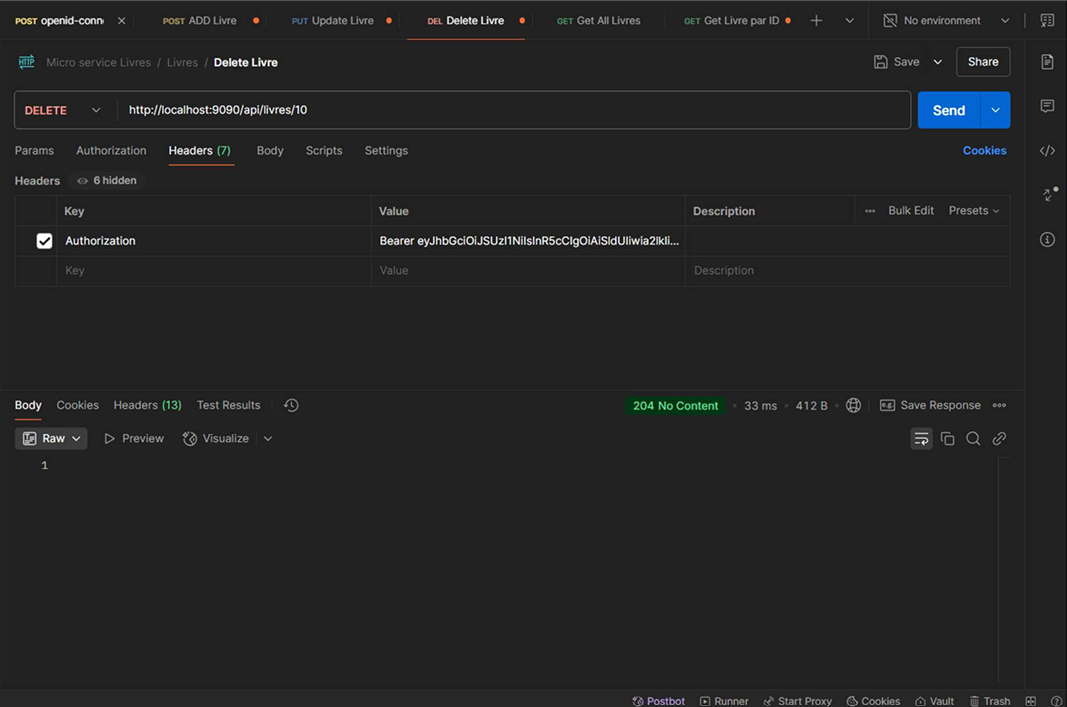 POST openid-conn POST ADD Livre PUT Update Livre DEL Delete Livre GET Get All Livres GET Get Livre par ID No environment
HTTP Micro service Livres / Livres / Delete Livre Save Share
DELETE http://localhost:9090/api/livres/10 Send
Params Authorization Headers (7) Body Scripts Settings Cookies
Headers 6 hidden
Key Value Description Bulk Edit Presets
Authorization Bearer eyJhbGciOiJSUzI1NiIsInR5cCIgOiAiSldUIiwia2lkIi...
Key Value Description
Body Cookies Headers (13) Test Results 204 No Content 33 ms 412 B Save Response
Raw Preview Visualize
1
Postbot Runner Start Proxy Cookies Vault Trash